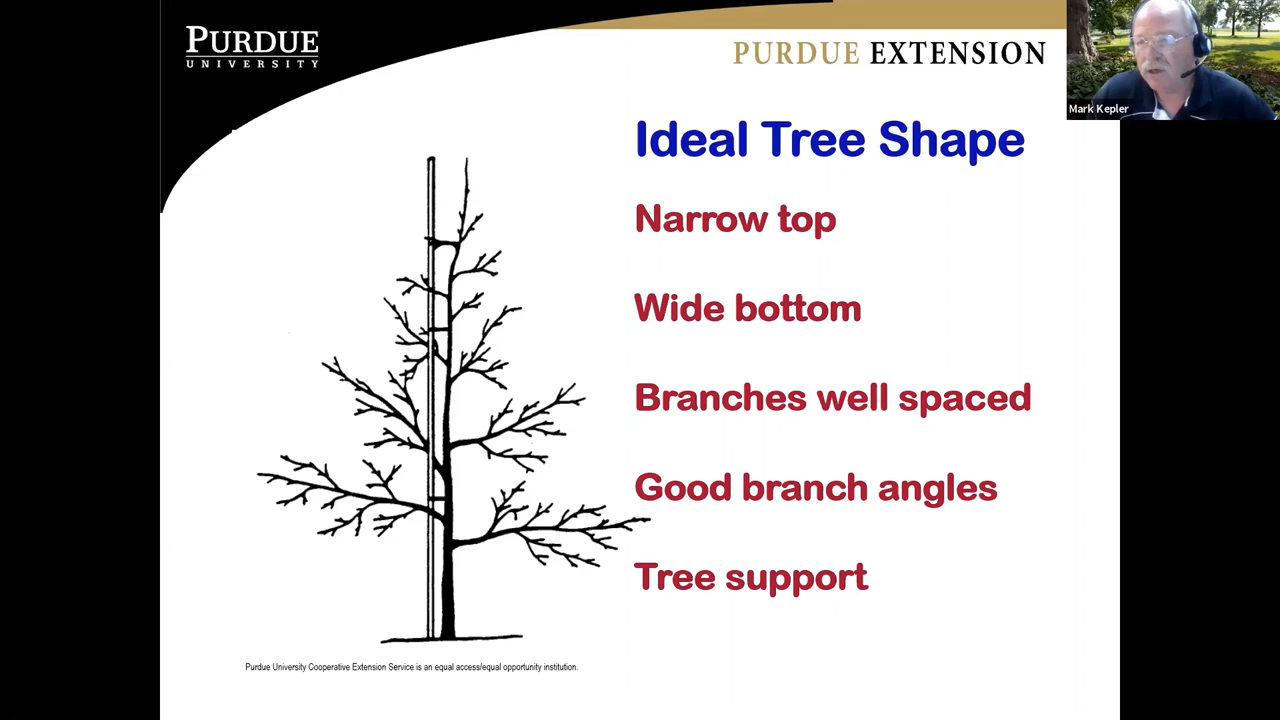 PURDUE
UNIVERSITY
PURDUE EXTENSION
Mark Kepler
Ideal Tree Shape
Narrow top
Wide bottom
Branches well spaced
Good branch angles
Tree support
Purdue University Cooperative Extension Service is an equal access/equal opportunity institution.